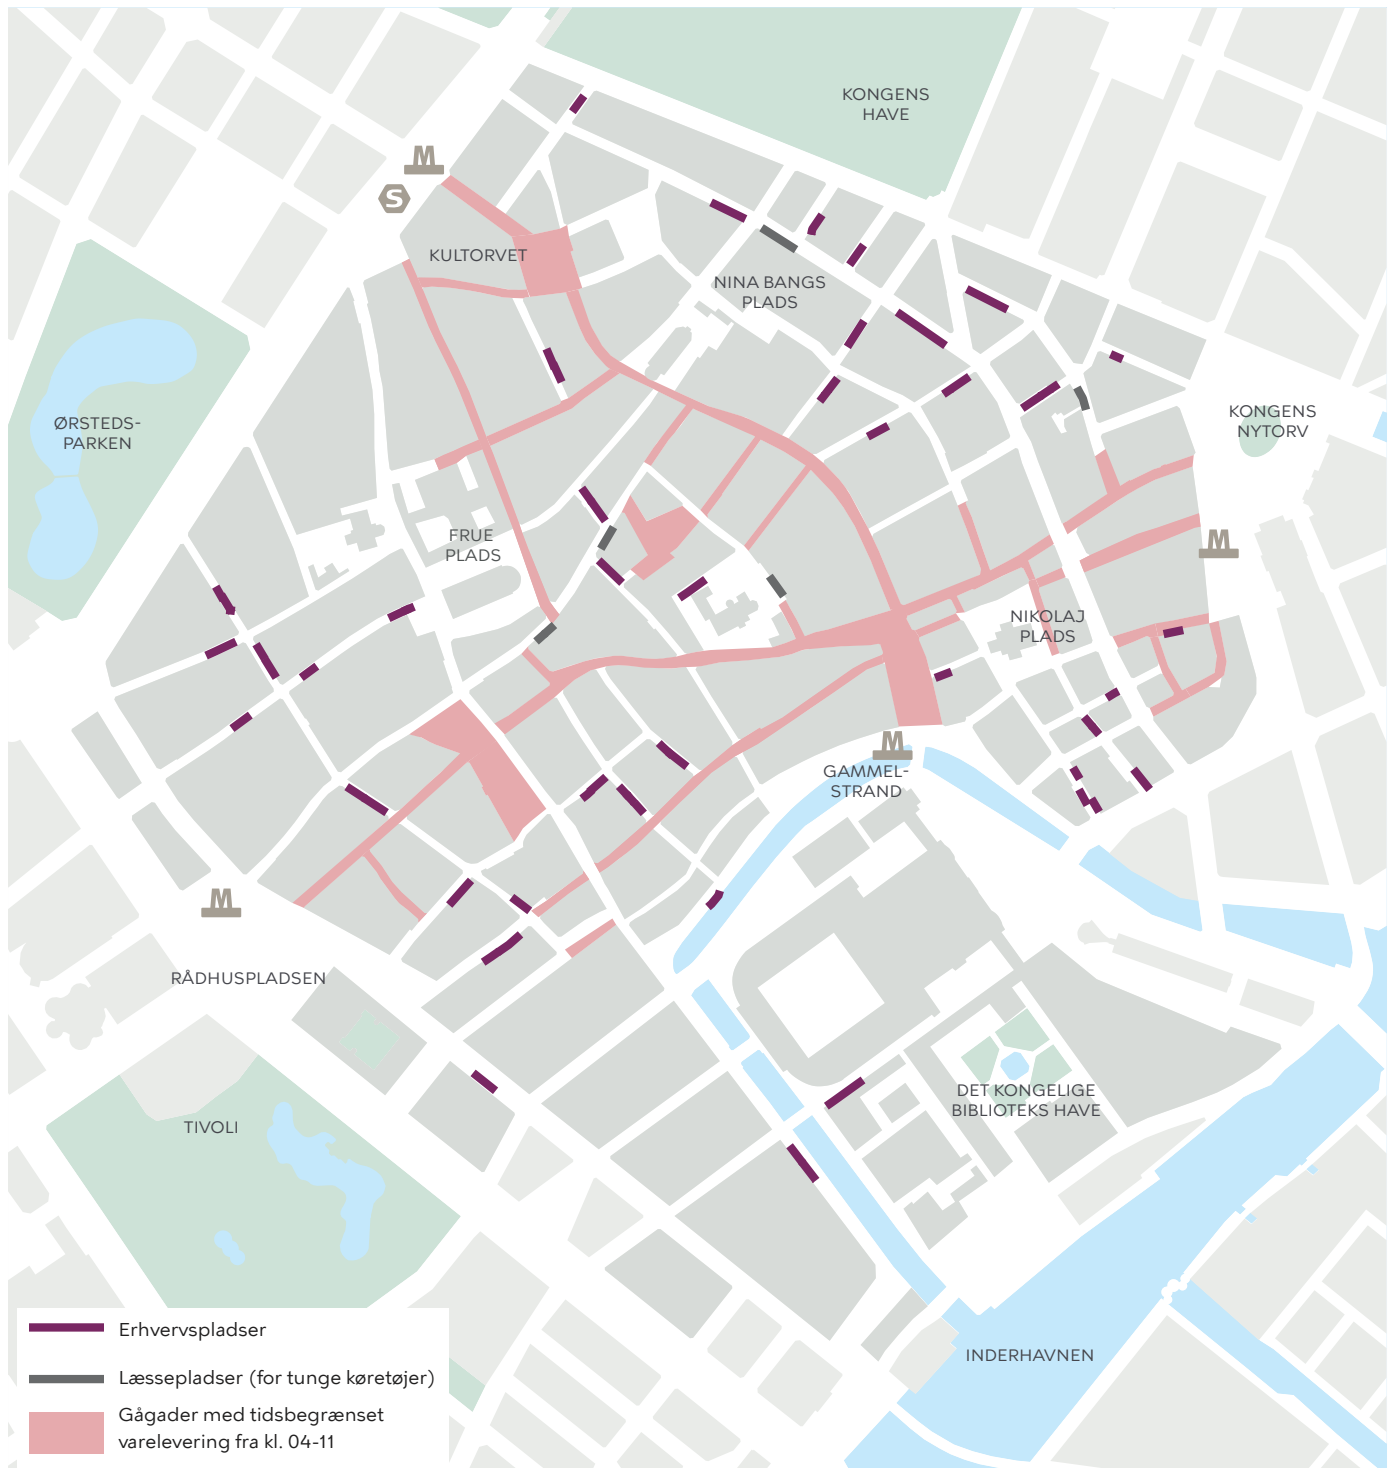 KONGENS
HAVE
M
S
KULTORVET
NINA BANGS
PLADS
ØRSTEDS-
PARKEN
KONGENS
NYTORV
FRUE
PLADS
M
NIKOLAJ
PLADS
M
GAMMEL-
STRAND
M
RÅDHUSPLADSEN
DET KONGELIGE
BIBLIOTEKS HAVE
TIVOLI
INDERHAVNEN
Erhvervspladser
Læssepladser (for tunge køretøjer)
Gågader med tidsbegrænset
varelevering fra kl. 04-11